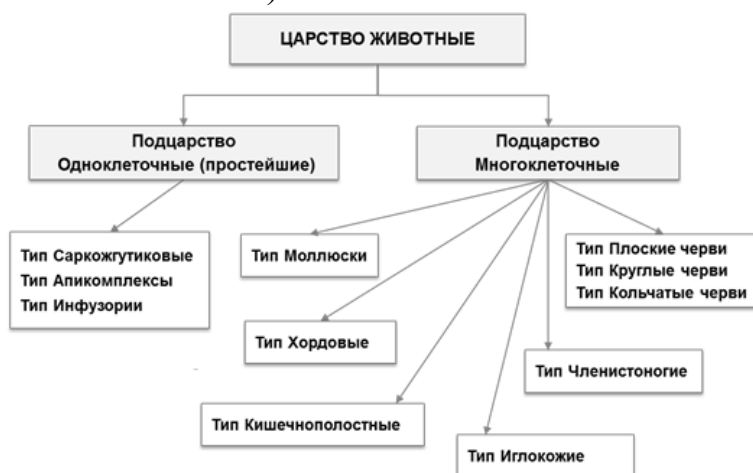 ЦАРСТВО ЖИВОТНЫЕ
Подцарство
Одноклеточные (простейшие)
Подцарство
Многоклеточные
Тип Саркожгутиковые
Тип Апикомплексы
Тип Инфузории
Тип Моллюски
Тип Плоские черви
Тип Круглые черви
Тип Кольчатые черви
Тип Хордовые
Тип Членистоногие
Тип Кишечнополостные
Тип Иглокожие